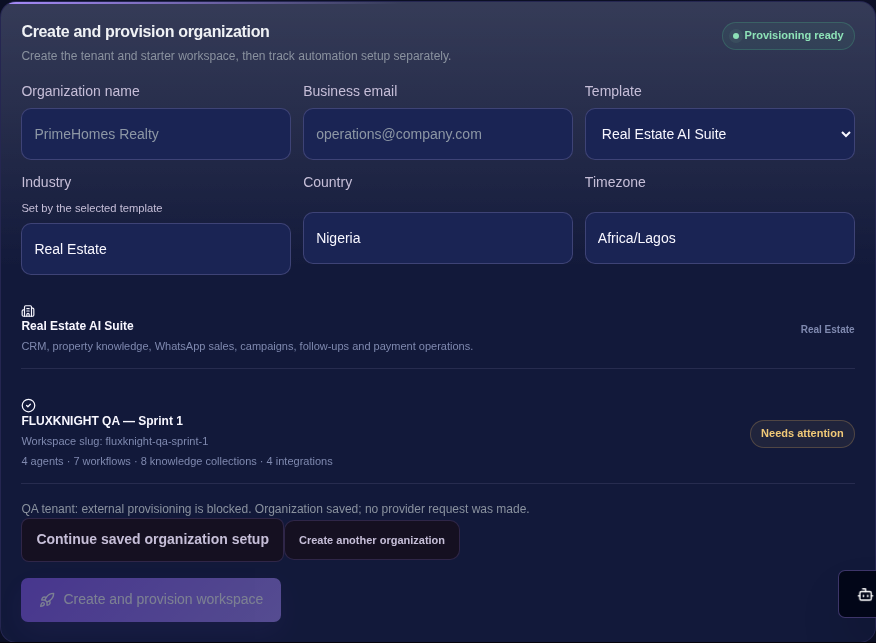 Create and provision organization
Provisioning ready
Create the tenant and starter workspace, then track automation setup separately.
Organization name
Business email
Template
PrimeHomes Realty
operations@company.com
Real Estate AI Suite
Industry
Country
Timezone
Set by the selected template
Real Estate
Nigeria
Africa/Lagos
Real Estate AI Suite
Real Estate
CRM, property knowledge, WhatsApp sales, campaigns, follow-ups and payment operations.
FLUXKNIGHT QA — Sprint 1
Workspace slug: fluxknight-qa-sprint-1
Needs attention
4 agents · 7 workflows · 8 knowledge collections · 4 integrations
QA tenant: external provisioning is blocked. Organization saved; no provider request was made.
Continue saved organization setup
Create another organization
Create and provision workspace